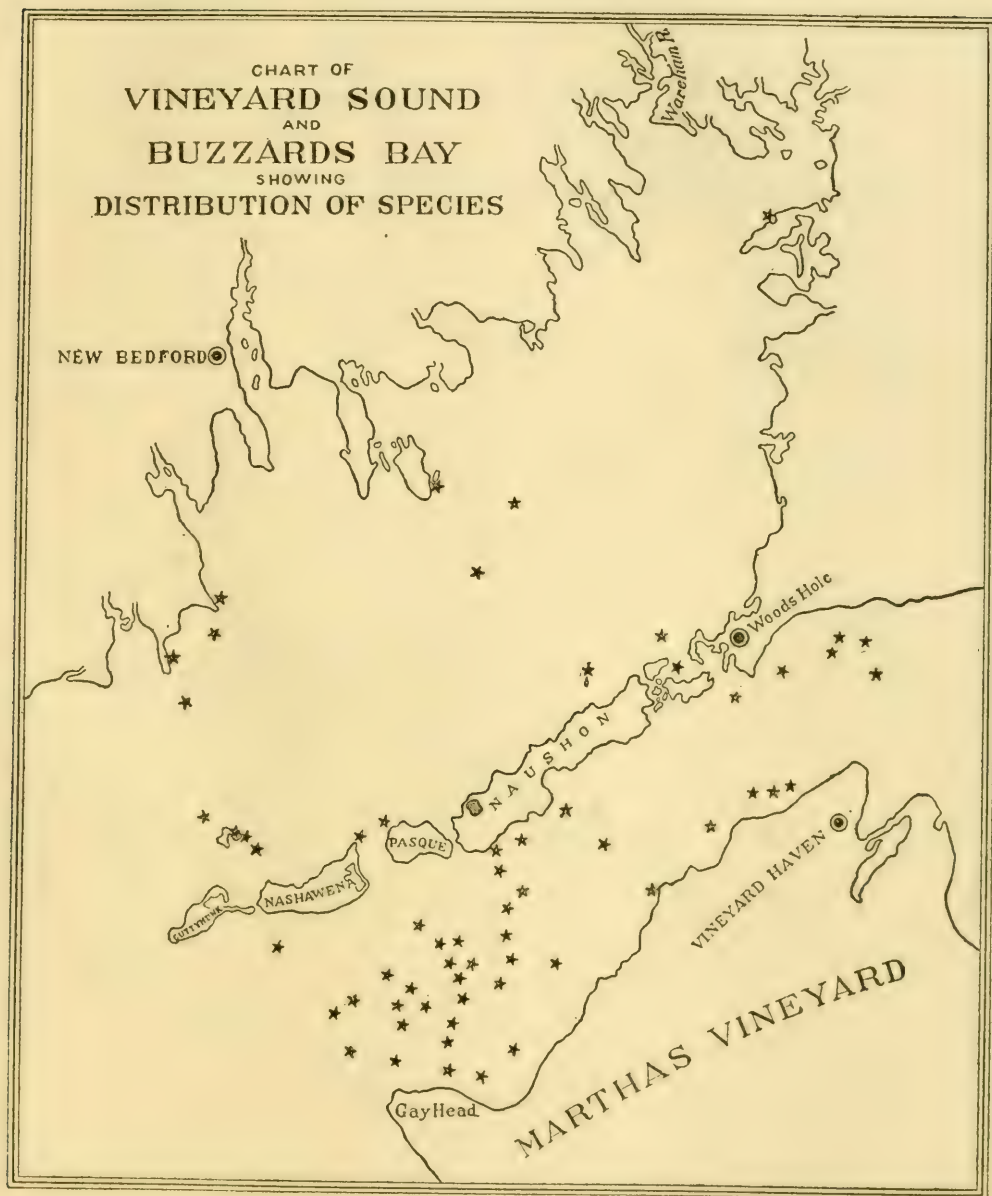 CHART OF
VINEYARD SOUND
AND
BUZZARDS BAY
SHOWING
DISTRIBUTION OF SPECIES
Wareham R.
NEW BEDFORD
Woods Hole
NAUSHON
PASQUE
NASHAWENA
CUTTYHUNK
VINEYARD HAVEN
MARTHAS VINEYARD
Gay Head